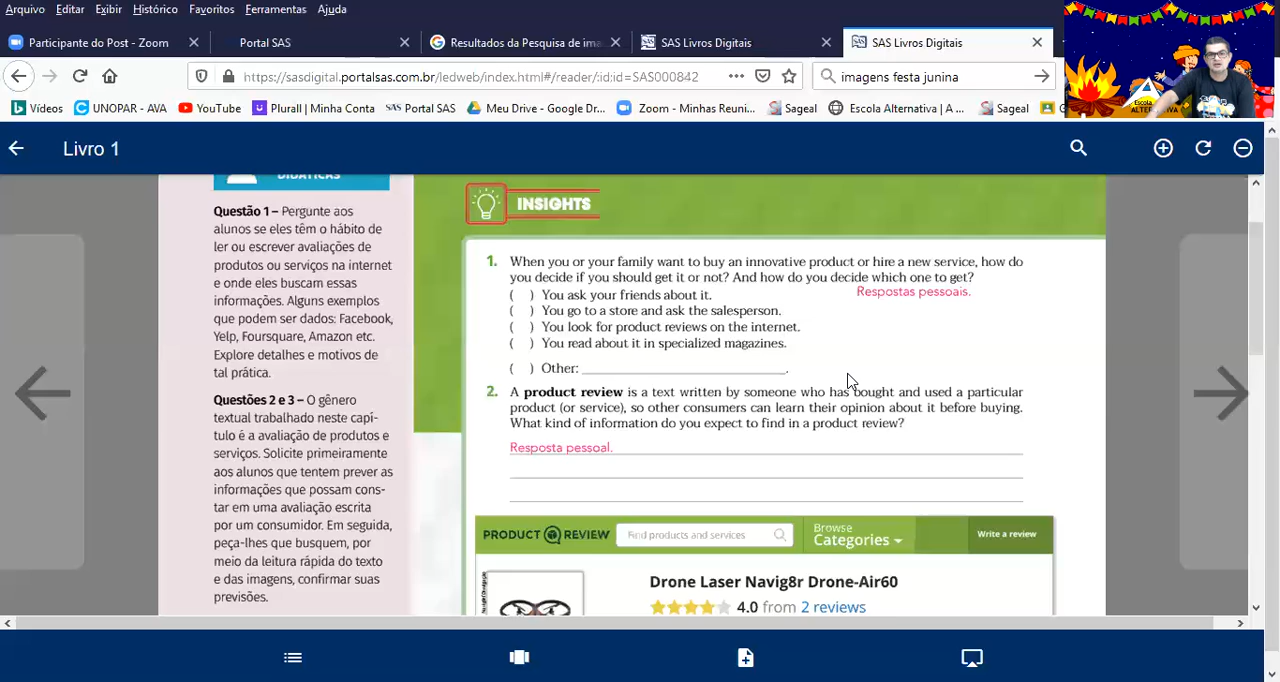 Arquivo Editar Exibir Histórico Favoritos Ferramentas Ajuda
Participante do Post - Zoom
Portal SAS
Resultados da Pesquisa de ima
SAS Livros Digitais
SAS Livros Digitais
https://sasdigital.portalsas.com.br/ledweb/index.html#/reader/:id:id=SAS000842
imagens festa junina
Vídeos UNOPAR - AVA YouTube Plurall | Minha Conta SAS Portal SAS Meu Drive - Google Dr... Zoom - Minhas Reuni... Sageal Escola Alternativa | A ... Sageal
Escola
ALTERNATIVA
Livro 1
DIDÁTICAS
Questão 1 – Pergunte aos
alunos se eles têm o hábito de
ler ou escrever avaliações de
produtos ou serviços na internet
e onde eles buscam essas
informações. Alguns exemplos
que podem ser dados: Facebook,
Yelp, Foursquare, Amazon etc.
Explore detalhes e motivos de
tal prática.
Questões 2 e 3 – O gênero
textual trabalhado neste capí-
tulo é a avaliação de produtos e
serviços. Solicite primeiramente
aos alunos que tentem prever as
informações que possam cons-
tar em uma avaliação escrita
por um consumidor. Em seguida,
peça-lhes que busquem, por
meio da leitura rápida do texto
e das imagens, confirmar suas
previsões.
INSIGHTS
1. When you or your family want to buy an innovative product or hire a new service, how do
you decide if you should get it or not? And how do you decide which one to get?
Respostas pessoais.
( ) You ask your friends about it.
( ) You go to a store and ask the salesperson.
( ) You look for product reviews on the internet.
( ) You read about it in specialized magazines.
( ) Other: .
2. A product review is a text written by someone who has bought and used a particular
product (or service), so other consumers can learn their opinion about it before buying.
What kind of information do you expect to find in a product review?
Resposta pessoal.
PRODUCT REVIEW
Find products and services
Browse
Categories
Write a review
Drone Laser Navig8r Drone-Air60
4.0 from 2 reviews